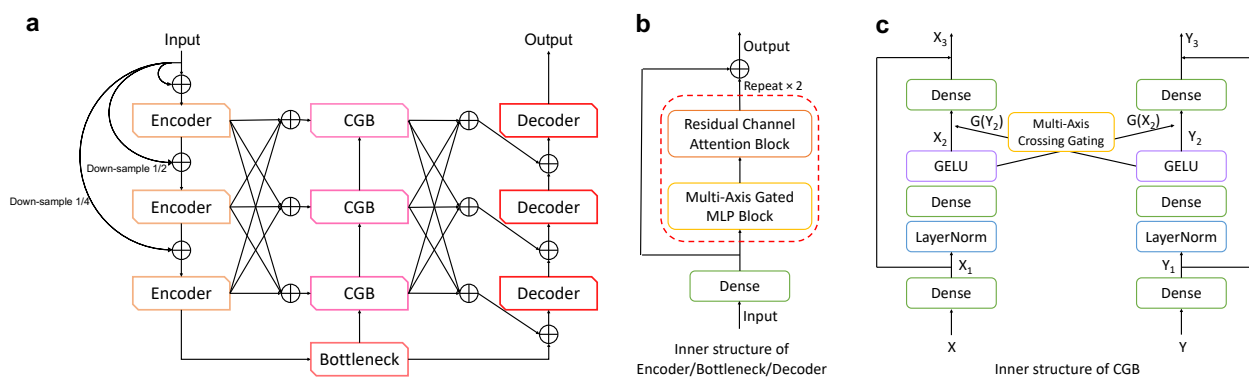 a
Input
Output
Encoder
CGB
Decoder
Down-sample 1/2
Down-sample 1/4
Encoder
CGB
Decoder
Encoder
CGB
Decoder
Bottleneck
b
Output
Repeat × 2
Residual Channel
Attention Block
Multi-Axis Gated
MLP Block
Dense
Input
Inner structure of
Encoder/Bottleneck/Decoder
c
X₃
Y₃
Dense
Dense
G(Y₂)
Multi-Axis
Crossing Gating
G(X₂)
X₂
Y₂
GELU
GELU
Dense
Dense
LayerNorm
LayerNorm
X₁
Y₁
Dense
Dense
X
Y
Inner structure of CGB